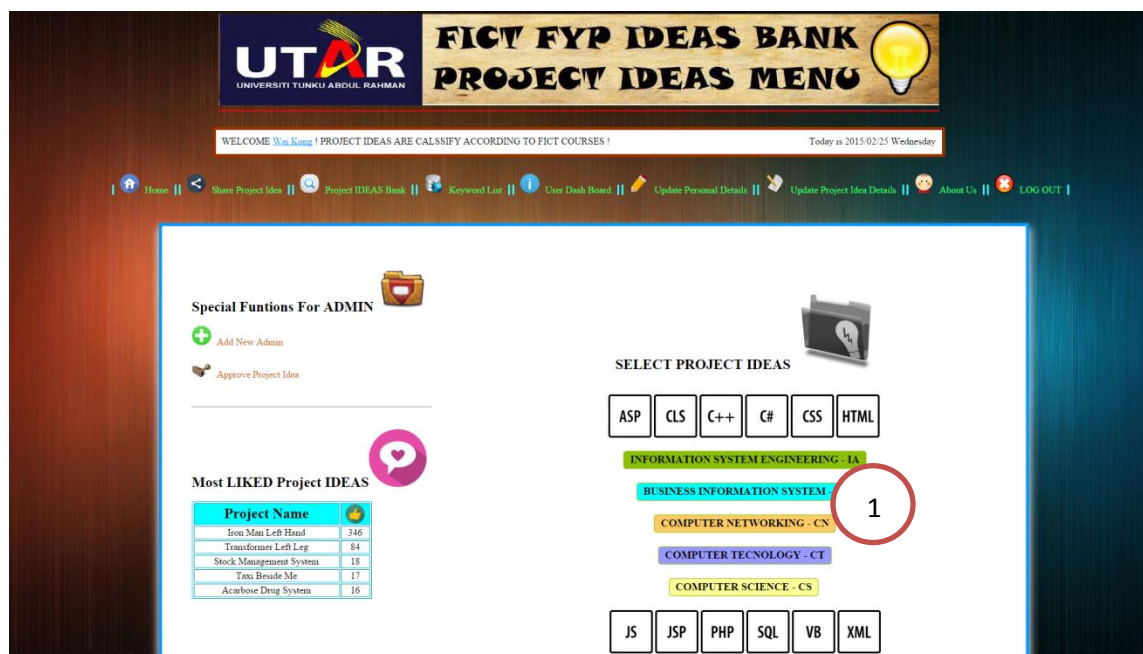 UTAR
UNIVERSITI TUNKU ABDUL RAHMAN
FICT FYP IDEAS BANK
PROJECT IDEAS MENU
WELCOME Wai Kong ! PROJECT IDEAS ARE CALSSIFY ACCORDING TO FICT COURSES !
Today is 2015/02/25 Wednesday
| Home || Share Project Idea || Project IDEAS Bank || Keyword List || User Dash Board || Update Personal Details || Update Project Idea Details || About Us || LOG OUT |
Special Funtions For ADMIN
Add New Admin
Approve Project Idea
Most LIKED Project IDEAS
Project Name
Iron Man Left Hand 346
Transformer Left Leg 84
Stock Management System 18
Taxi Beside Me 17
Acarbose Drug System 16
SELECT PROJECT IDEAS
ASP CLS C++ C# CSS HTML
INFORMATION SYSTEM ENGINEERING - IA
BUSINESS INFORMATION SYSTEM -
1
COMPUTER NETWORKING - CN
COMPUTER TECNOLOGY - CT
COMPUTER SCIENCE - CS
JS JSP PHP SQL VB XML